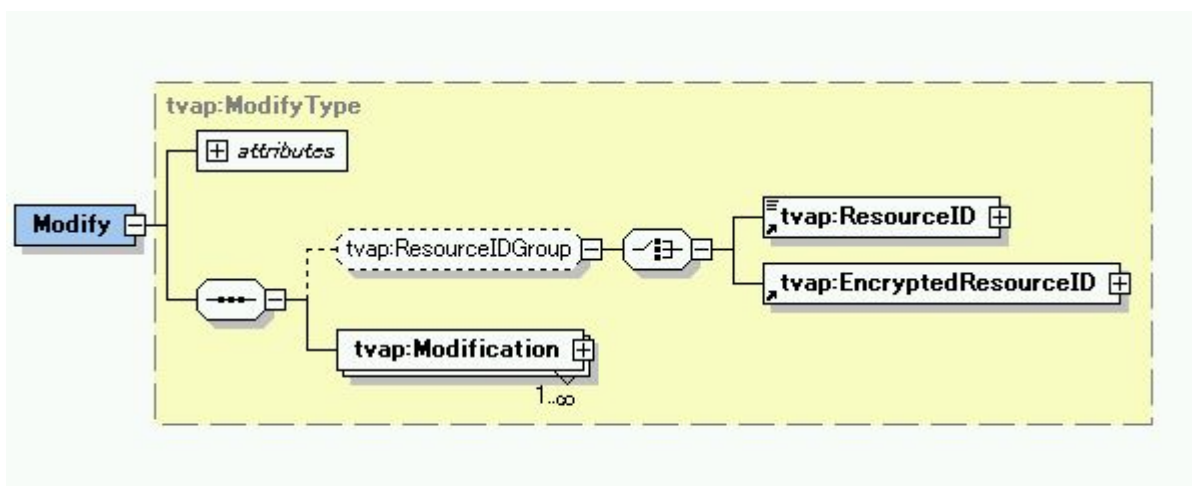 tvap:ModifyType
attributes
Modify
tvap:ResourceIDGroup
tvap:ResourceID
tvap:EncryptedResourceID
tvap:Modification
1..∞